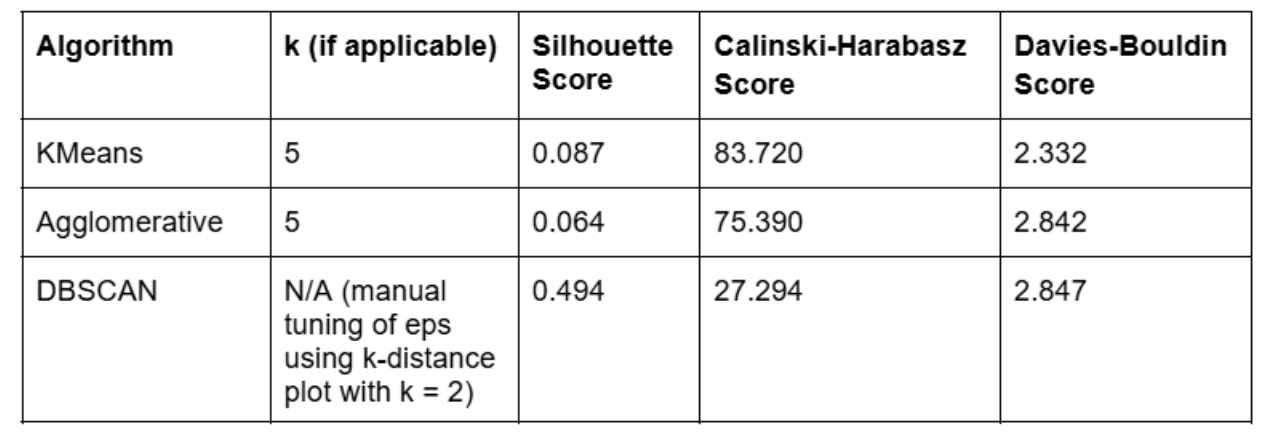 Algorithm k (if applicable) Silhouette Score Calinski-Harabasz Score Davies-Bouldin Score
KMeans 5 0.087 83.720 2.332
Agglomerative 5 0.064 75.390 2.842
DBSCAN N/A (manual tuning of eps using k-distance plot with k = 2) 0.494 27.294 2.847